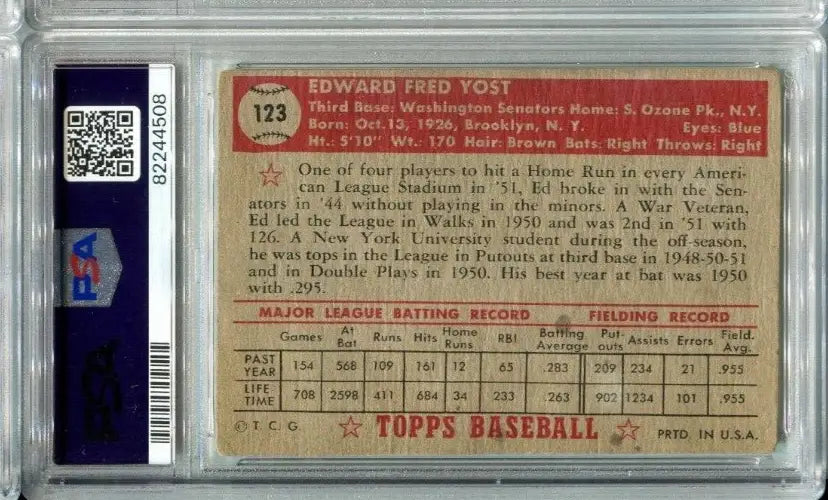 123
EDWARD FRED YOST
Third Base: Washington Senators Home: S. Ozone Pk., N.Y.
Born: Oct. 13, 1926, Brooklyn, N. Y. Eyes: Blue
Ht.: 5'10" Wt.: 170 Hair: Brown Bats: Right Throws: Right
One of four players to hit a Home Run in every Ameri-
can League Stadium in '51, Ed broke in with the Sen-
ators in '44 without playing in the minors. A War Veteran,
Ed led the League in Walks in 1950 and was 2nd in '51 with
126. A New York University student during the off-season,
he was tops in the League in Putouts at third base in 1948-50-51
and in Double Plays in 1950. His best year at bat was 1950
with .295.
MAJOR LEAGUE BATTING RECORD FIELDING RECORD
Games At Bat Runs Hits Home Runs RBI Batting Average Put-outs Assists Errors Field. Avg.
PAST YEAR 154 568 109 161 12 65 .283 209 234 21 .955
LIFE TIME 708 2598 411 684 34 233 .263 902 1234 101 .955
© T. C. G. TOPPS BASEBALL PRTD. IN U.S.A.
82244508
PSA
PSA